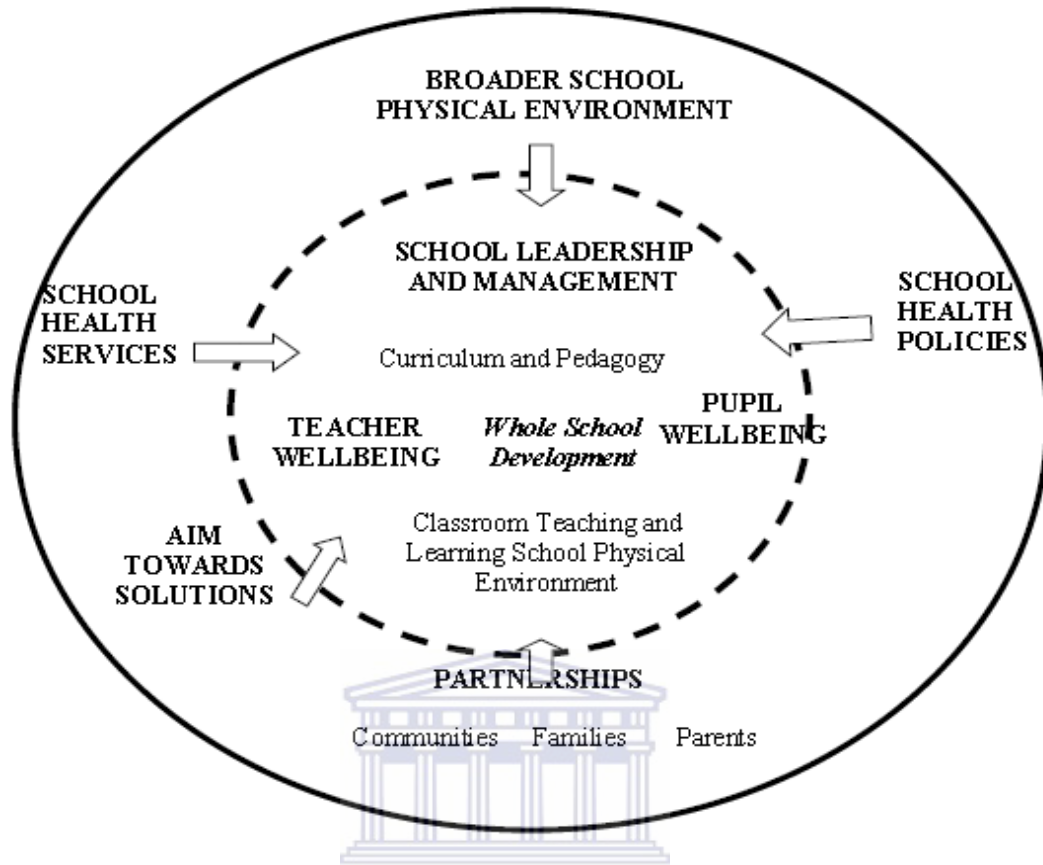 BROADER SCHOOL
PHYSICAL ENVIRONMENT
SCHOOL LEADERSHIP
AND MANAGEMENT
SCHOOL
HEALTH
SERVICES
SCHOOL
HEALTH
POLICIES
Curriculum and Pedagogy
TEACHER
WELLBEING
Whole School
Development
PUPIL
WELLBEING
Classroom Teaching and
Learning School Physical
Environment
AIM
TOWARDS
SOLUTIONS
PARTNERSHIPS
Communities Families Parents